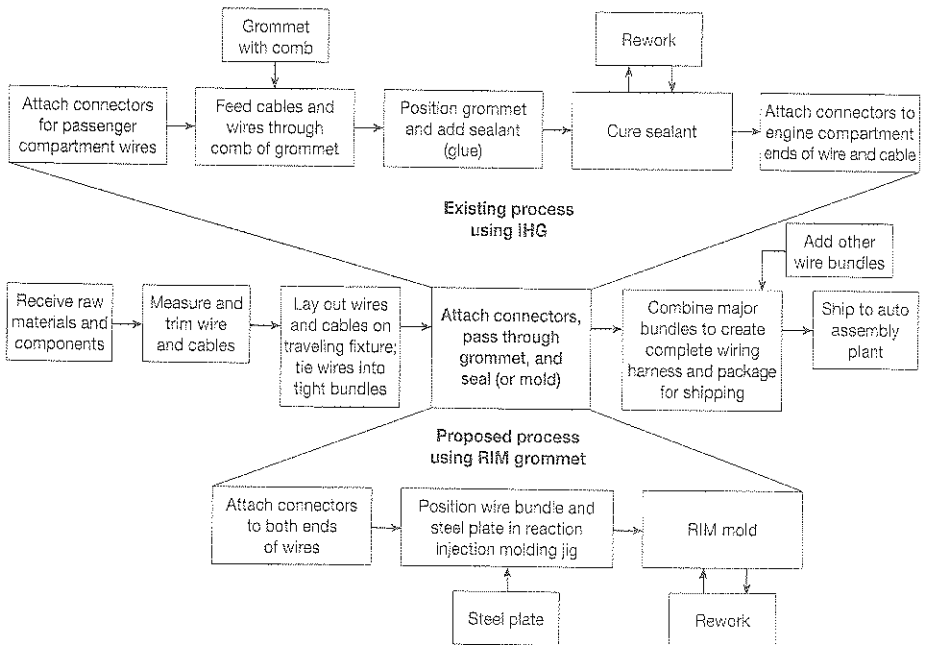 Grommet
with comb
Rework
Attach connectors
for passenger
compartment wires
Feed cables and
wires through
comb of grommet
Position grommet
and add sealant
(glue)
Cure sealant
Attach connectors to
engine compartment
ends of wire and cable
Existing process
using IHG
Add other
wire bundles
Receive raw
materials and
components
Measure and
trim wire
and cables
Lay out wires
and cables on
traveling fixture;
tie wires into
tight bundles
Attach connectors,
pass through
grommet, and
seal (or mold)
Combine major
bundles to create
complete wiring
harness and package
for shipping
Ship to auto
assembly
plant
Proposed process
using RIM grommet
Attach connectors
to both ends
of wires
Position wire bundle and
steel plate in reaction
injection molding jig
RIM mold
Steel plate
Rework